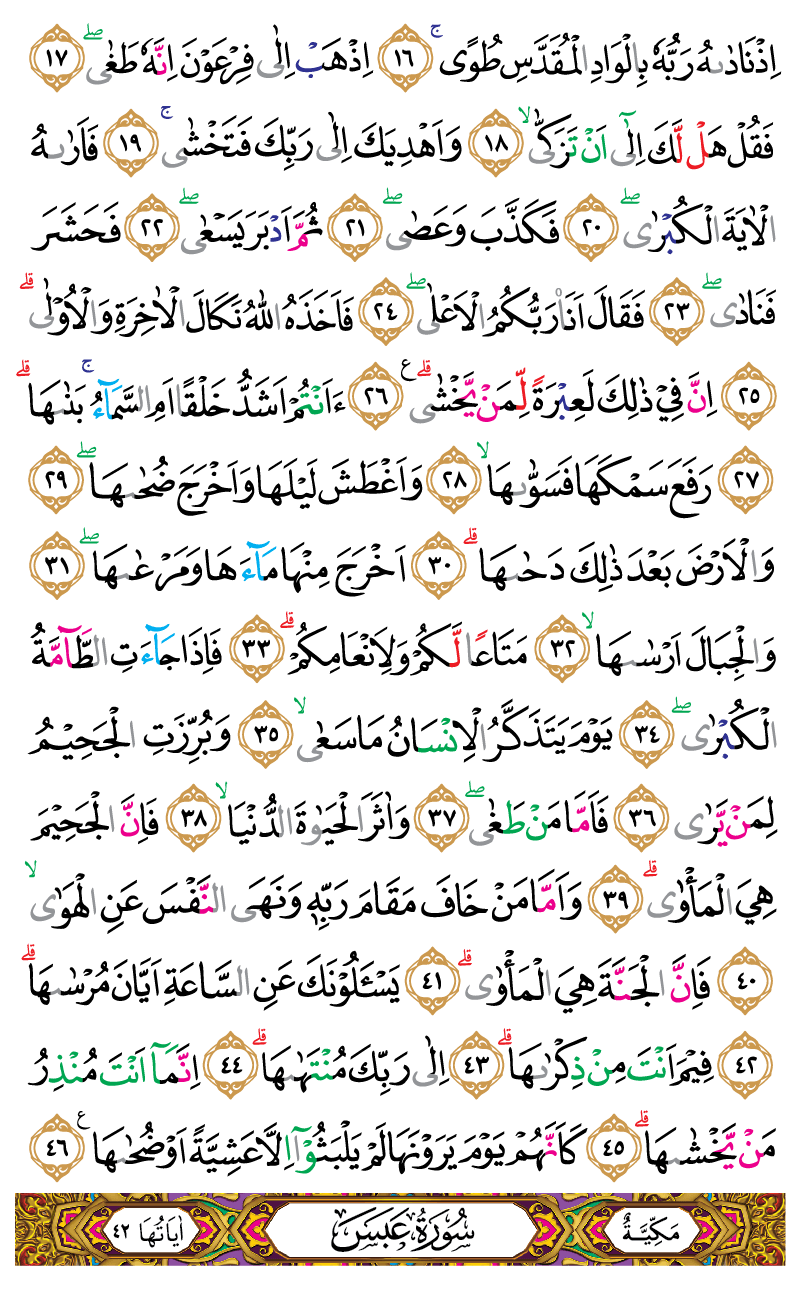 اِذْ نَادٰىهُ رَبُّهٗ بِالْوَادِ الْمُقَدَّسِ طُوًىۚ ١٦ اِذْهَبْ اِلٰى فِرْعَوْنَ اِنَّهٗ طَغٰىۖ ١٧
فَقُلْ هَلْ لَّكَ اِلٰٓى اَنْ تَزَكّٰىۙ ١٨ وَاَهْدِيَكَ اِلٰى رَبِّكَ فَتَخْشٰىۚ ١٩ فَاَرٰىهُ
الْاٰيَةَ الْكُبْرٰىۖ ٢٠ فَكَذَّبَ وَعَصٰىۖ ٢١ ثُمَّ اَدْبَرَ يَسْعٰىۖ ٢٢ فَحَشَرَ
فَنَادٰىۖ ٢٣ فَقَالَ اَنَا۠ رَبُّكُمُ الْاَعْلٰىۖ ٢٤ فَاَخَذَهُ اللّٰهُ نَكَالَ الْاٰخِرَةِ وَالْاُوْلٰىۗ
٢٥ اِنَّ فِيْ ذٰلِكَ لَعِبْرَةً لِّمَنْ يَّخْشٰىۗ ع ٢٦ ءَاَنْتُمْ اَشَدُّ خَلْقًا اَمِ السَّمَاۤءُۚ بَنٰىهَاۗ
٢٧ رَفَعَ سَمْكَهَا فَسَوّٰىهَاۙ ٢٨ وَاَغْطَشَ لَيْلَهَا وَاَخْرَجَ ضُحٰىهَاۖ ٢٩
وَالْاَرْضَ بَعْدَ ذٰلِكَ دَحٰىهَاۗ ٣٠ اَخْرَجَ مِنْهَا مَاۤءَهَا وَمَرْعٰىهَاۖ ٣١
وَالْجِبَالَ اَرْسٰىهَاۙ ٣٢ مَتَاعًا لَّكُمْ وَلِاَنْعَامِكُمْۗ ٣٣ فَاِذَا جَاۤءَتِ الطَّاۤمَّةُ
الْكُبْرٰىۖ ٣٤ يَوْمَ يَتَذَكَّرُ الْاِنْسَانُ مَا سَعٰىۙ ٣٥ وَبُرِّزَتِ الْجَحِيْمُ
لِمَنْ يَّرٰى ٣٦ فَاَمَّا مَنْ طَغٰىۖ ٣٧ وَاٰثَرَ الْحَيٰوةَ الدُّنْيَاۙ ٣٨ فَاِنَّ الْجَحِيْمَ
هِيَ الْمَأْوٰىۗ ٣٩ وَاَمَّا مَنْ خَافَ مَقَامَ رَبِّهٖ وَنَهَى النَّفْسَ عَنِ الْهَوٰىۙ
٤٠ فَاِنَّ الْجَنَّةَ هِيَ الْمَأْوٰىۗ ٤١ يَسْـَٔلُوْنَكَ عَنِ السَّاعَةِ اَيَّانَ مُرْسٰىهَاۗ
٤٢ فِيْمَ اَنْتَ مِنْ ذِكْرٰىهَاۗ ٤٣ اِلٰى رَبِّكَ مُنْتَهٰىهَاۗ ٤٤ اِنَّمَآ اَنْتَ مُنْذِرُ
مَنْ يَّخْشٰىهَاۗ ٤٥ كَاَنَّهُمْ يَوْمَ يَرَوْنَهَا لَمْ يَلْبَثُوْٓا اِلَّا عَشِيَّةً اَوْ ضُحٰىهَا ع ٤٦
مَكِّيَّةٌ سُوْرَةُ عَبَسَ اٰيَاتُهَا ٤٢